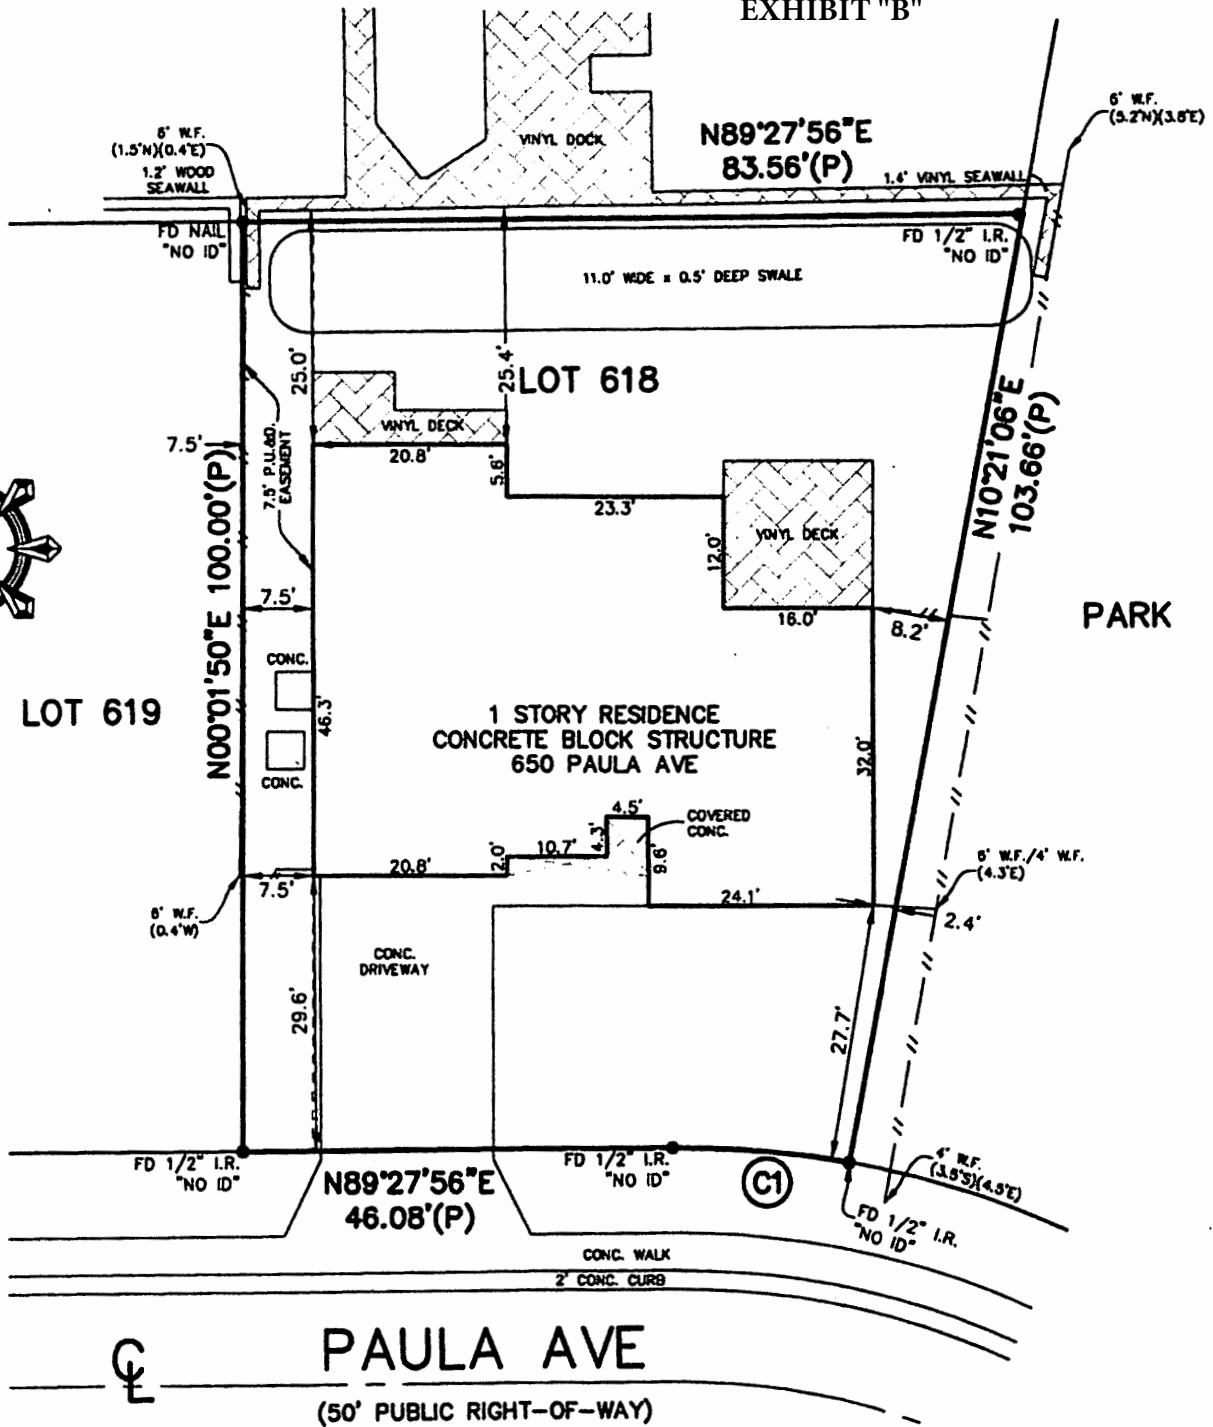 EXHIBIT "B"
6' W.F.
(5.2'N)(3.8'E)
N89°27'56"E
83.56'(P)
VINYL DOCK
6' W.F.
(1.5'N)(0.4'E)
1.2' WOOD
SEAWALL
1.4' VINYL SEAWALL
FD NAIL
"NO ID"
FD 1/2" I.R.
"NO ID"
11.0' WIDE x 0.5' DEEP SWALE
25.0'
25.4'
LOT 618
N10°21'06"E
103.66'(P)
VINYL DECK
7.5'
20.8'
5.6'
7.5' P.U.&D.
EASEMENT
N00°01'50"E 100.00'(P)
23.3'
VINYL DECK
12.0'
7.5'
16.0'
8.2'
PARK
CONC.
LOT 619
46.3'
1 STORY RESIDENCE
CONCRETE BLOCK STRUCTURE
650 PAULA AVE
32.0'
CONC.
4.5'
COVERED
CONC.
4.3'
10.7'
2.0'
9.6'
20.8'
7.5'
24.1'
6' W.F./4' W.F.
(4.3'E)
2.4'
6' W.F.
(0.4'W)
CONC.
DRIVEWAY
29.6'
27.7'
FD 1/2" I.R.
"NO ID"
N89°27'56"E
46.08'(P)
FD 1/2" I.R.
"NO ID"
C1
4' W.F.
(3.5'S)(4.5'E)
FD 1/2" I.R.
"NO ID"
CONC. WALK
2' CONC. CURB
CL
PAULA AVE
(50' PUBLIC RIGHT-OF-WAY)